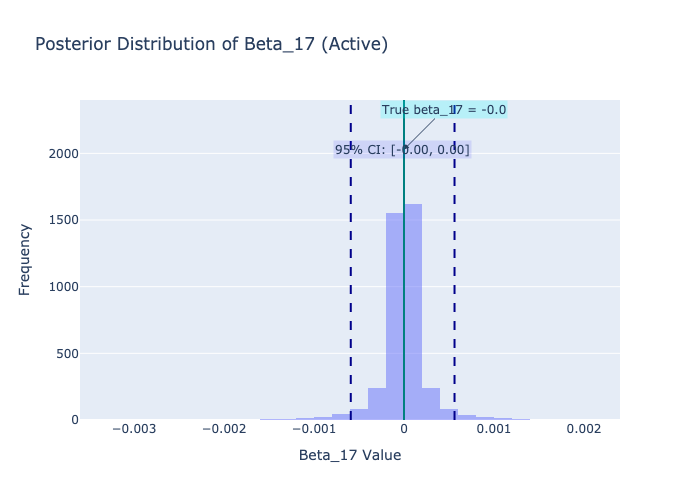 Posterior Distribution of Beta_17 (Active)
True beta_17 = -0.0
95% CI: [-0.00, 0.00]
2000
1500
1000
500
0
Frequency
−0.003
−0.002
−0.001
0
0.001
0.002
Beta_17 Value